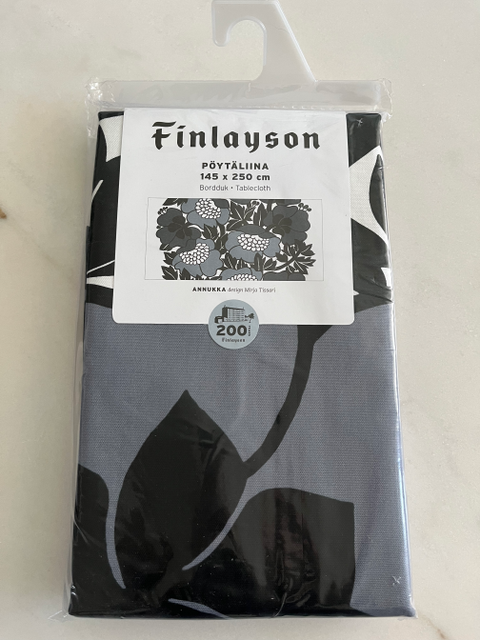 Finlayson
PÖYTÄLIINA
145 x 250 cm
Bordduk • Tablecloth
ANNUKKA design Mirja Tissari
200
Finlayson